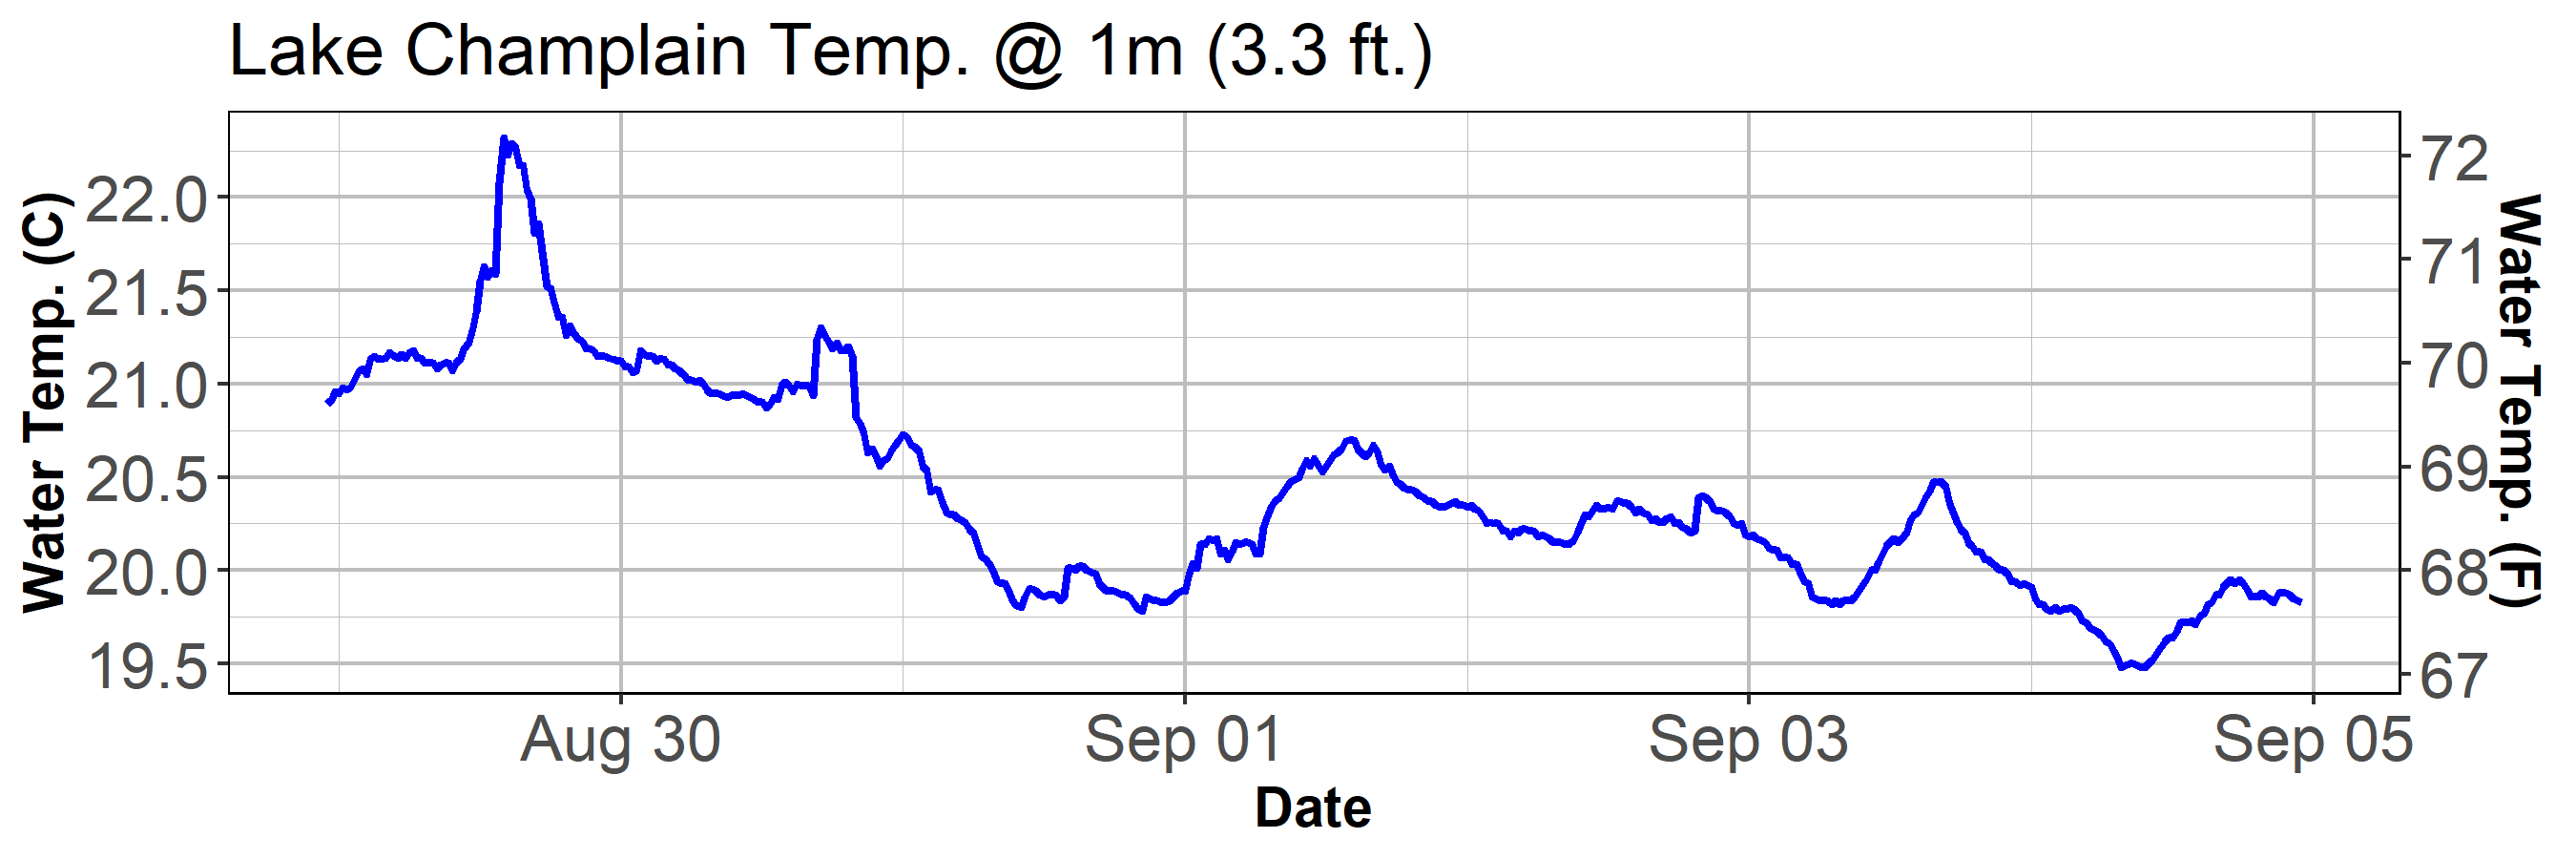 Lake Champlain Temp. @ 1m (3.3 ft.)
Water Temp. (C)
22.0
21.5
21.0
20.5
20.0
19.5
72
71
70
69
68
67
Water Temp. (F)
Aug 30
Sep 01
Sep 03
Sep 05
Date